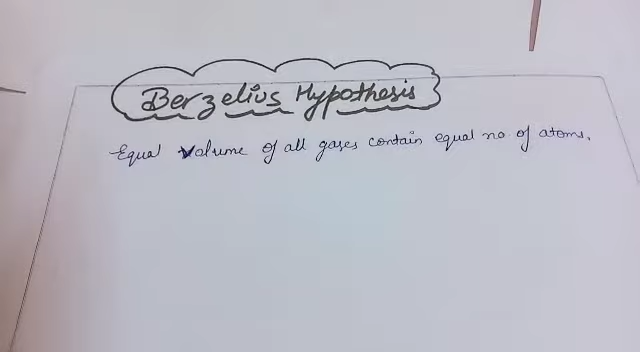 Berzelius Hypothesis
Equal Volume of all gases contain equal no. of atoms.